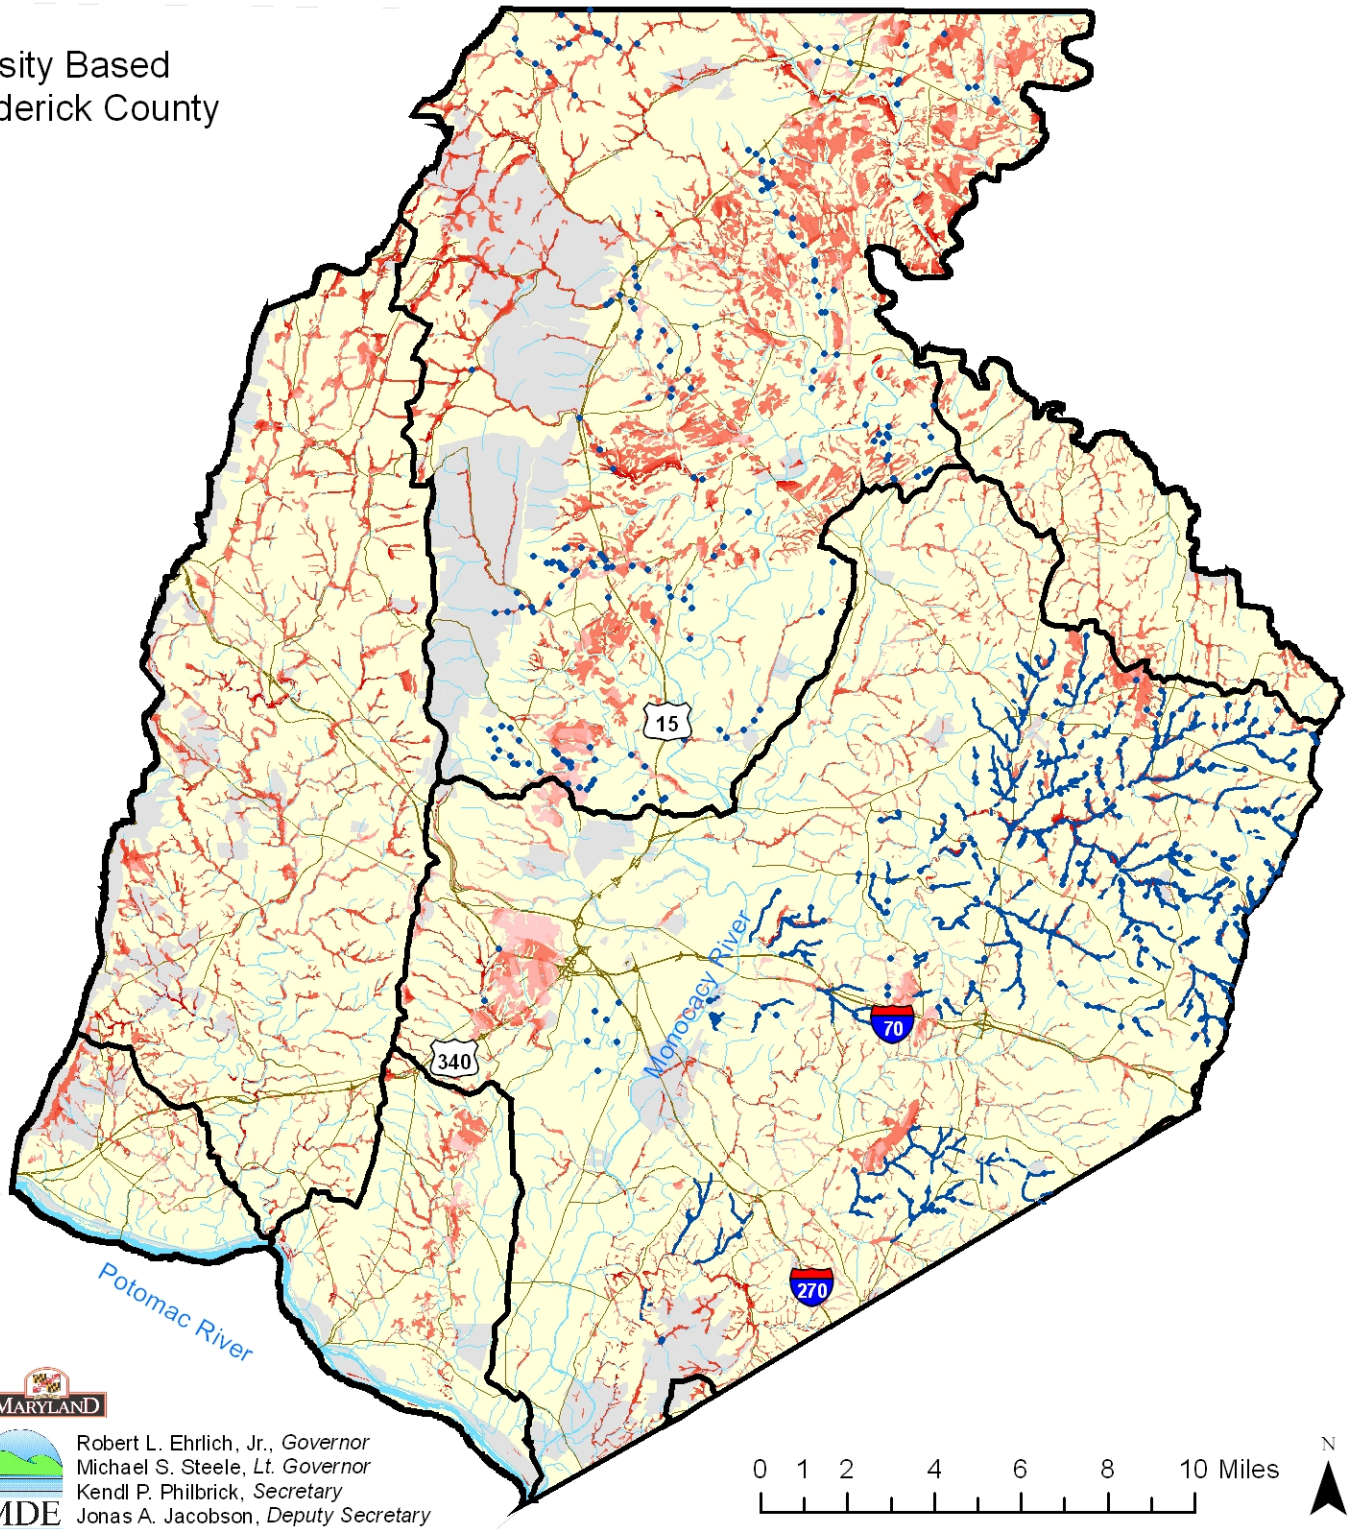 sity Based
derick County
15
Monocacy River
70
340
270
Potomac River
MARYLAND
MDE
Robert L. Ehrlich, Jr., Governor
Michael S. Steele, Lt. Governor
Kendl P. Philbrick, Secretary
Jonas A. Jacobson, Deputy Secretary
0 1 2 4 6 8 10 Miles
N